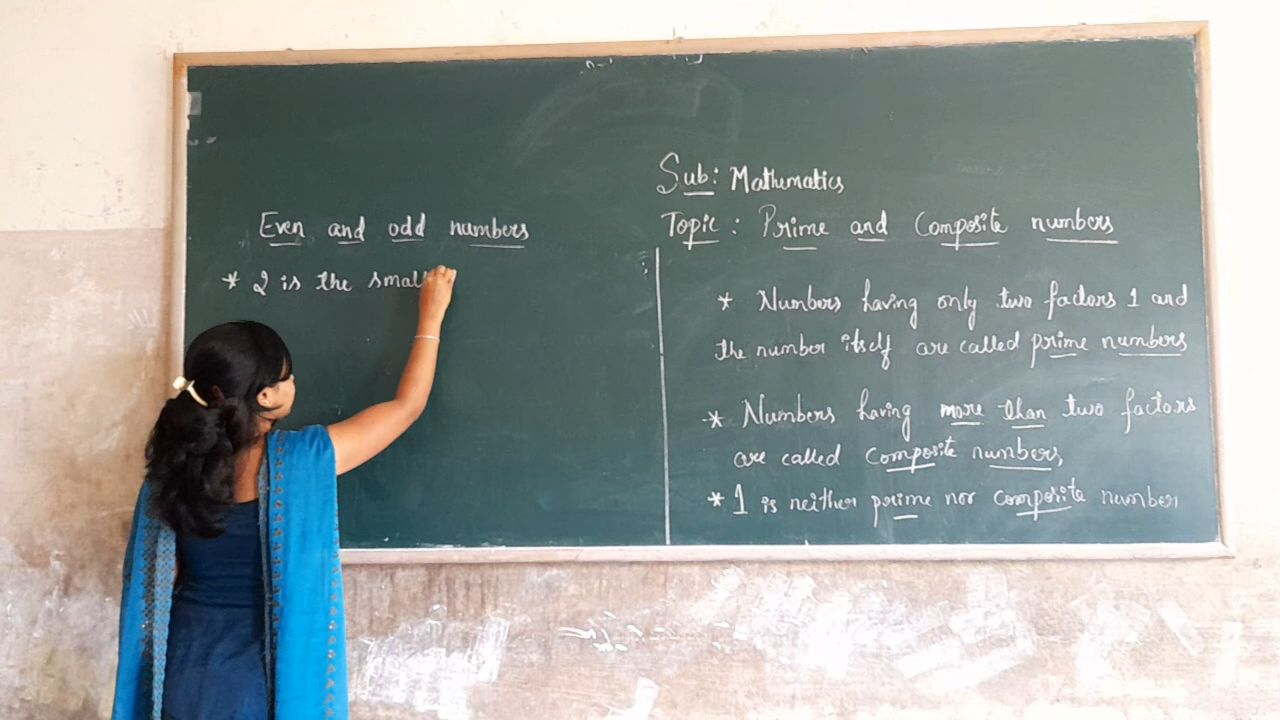 Sub: Mathematics
Topic: Prime and Composite numbers
* Numbers having only two factors 1 and
the number itself are called prime numbers
* Numbers having more than two factors
are called composite numbers,
* 1 is neither prime nor composite number
Even and odd numbers
* 2 is the small